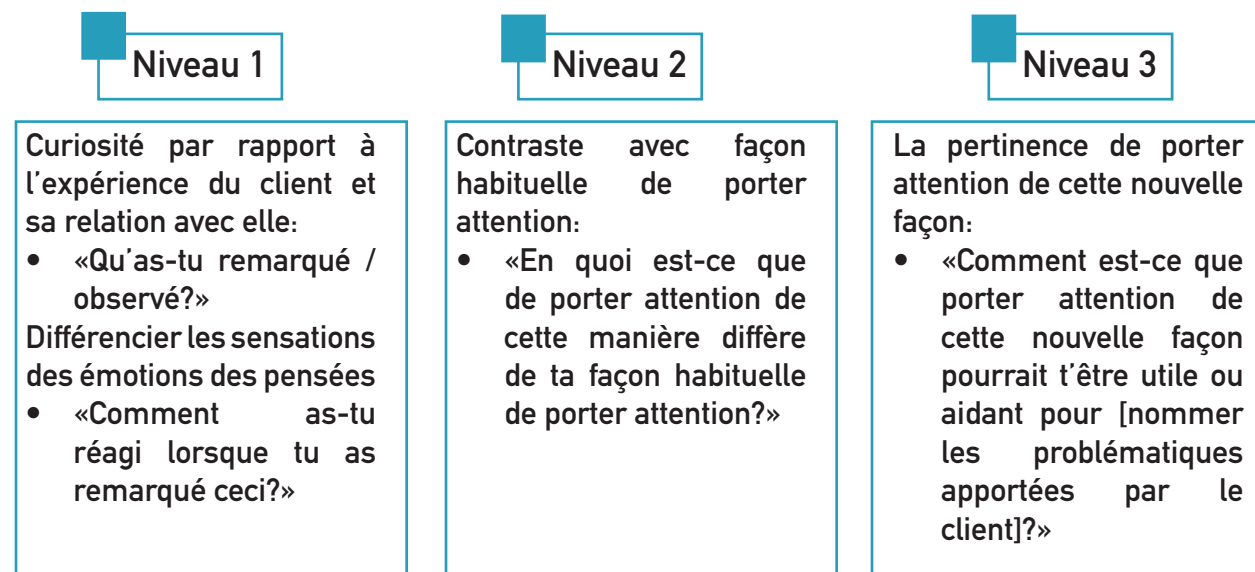 Niveau 1
Curiosité par rapport à
l'expérience du client et
sa relation avec elle:
• «Qu'as-tu remarqué /
observé?»
Différencier les sensations
des émotions des pensées
• «Comment as-tu
réagi lorsque tu as
remarqué ceci?»
Niveau 2
Contraste avec façon
habituelle de porter
attention:
• «En quoi est-ce que
de porter attention de
cette manière diffère
de ta façon habituelle
de porter attention?»
Niveau 3
La pertinence de porter
attention de cette nouvelle
façon:
• «Comment est-ce que
porter attention de
cette nouvelle façon
pourrait t'être utile ou
aidant pour [nommer
les problématiques
apportées par le
client]?»